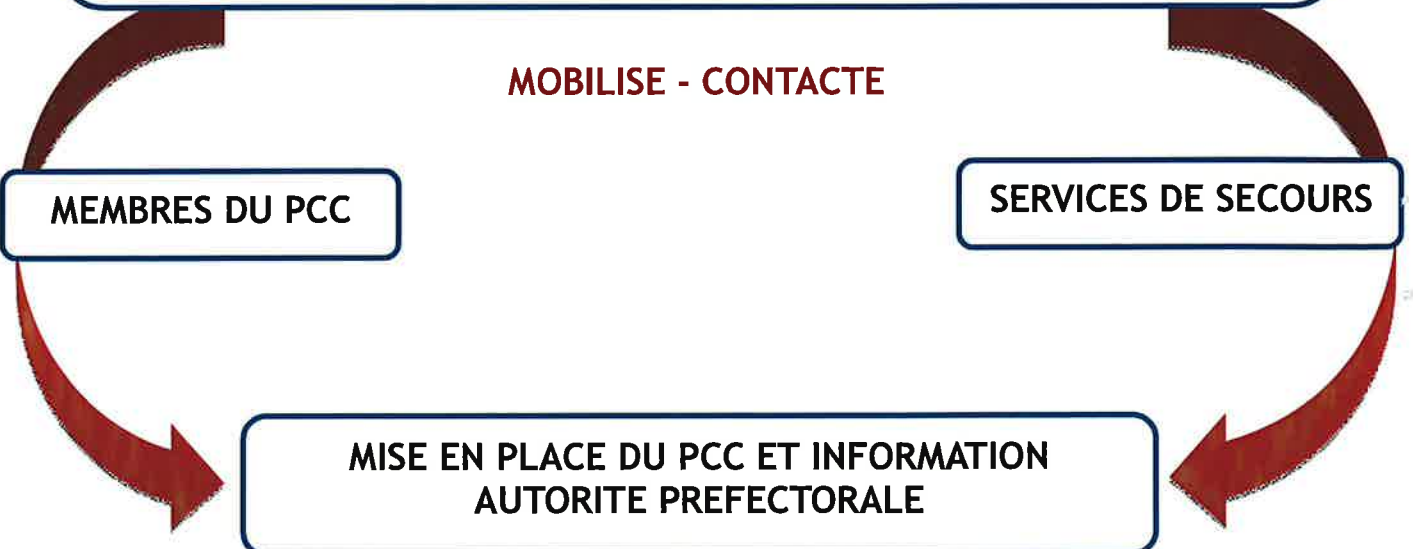 MOBILISE - CONTACTE
MEMBRES DU PCC
SERVICES DE SECOURS
MISE EN PLACE DU PCC ET INFORMATION
AUTORITE PREFECTORALE